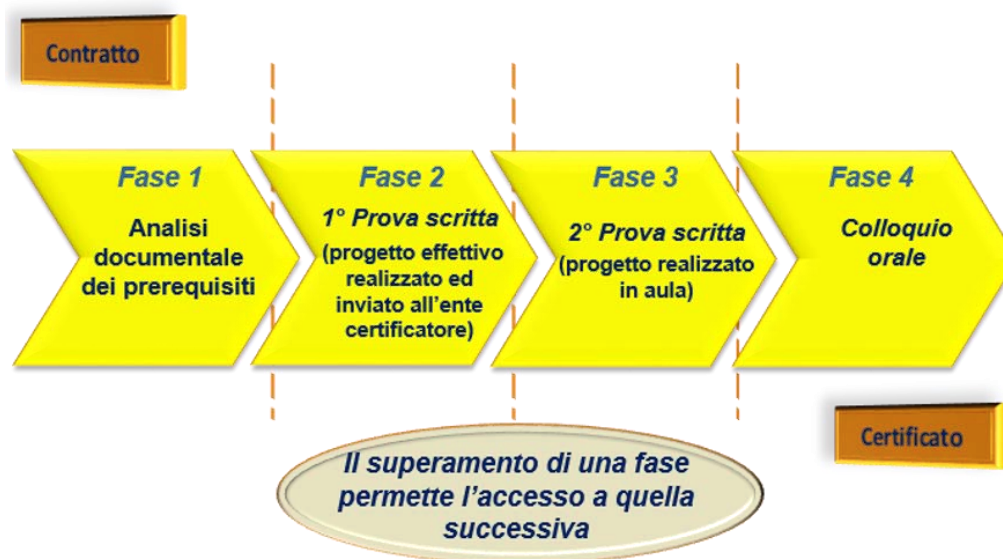 Contratto
Fase 1
Analisi
documentale
dei prerequisiti
Fase 2
1° Prova scritta
(progetto effettivo
realizzato ed
inviato all'ente
certificatore)
Fase 3
2° Prova scritta
(progetto realizzato
in aula)
Fase 4
Colloquio
orale
Certificato
Il superamento di una fase
permette l'accesso a quella
successiva